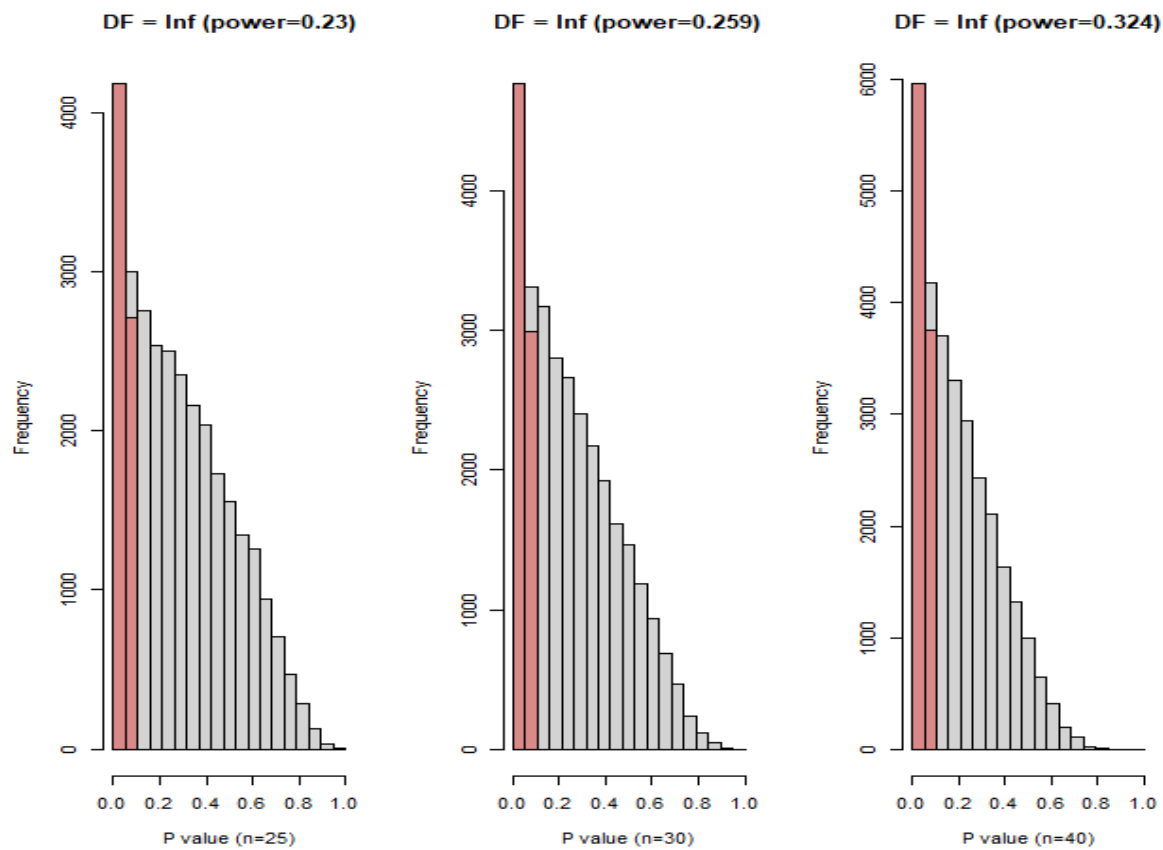 DF = Inf (power=0.23)
Frequency
0
1000
2000
3000
4000
0.0 0.2 0.4 0.6 0.8 1.0
P value (n=25)
DF = Inf (power=0.259)
Frequency
0
1000
2000
3000
4000
0.0 0.2 0.4 0.6 0.8 1.0
P value (n=30)
DF = Inf (power=0.324)
Frequency
0
1000
2000
3000
4000
5000
6000
0.0 0.2 0.4 0.6 0.8 1.0
P value (n=40)